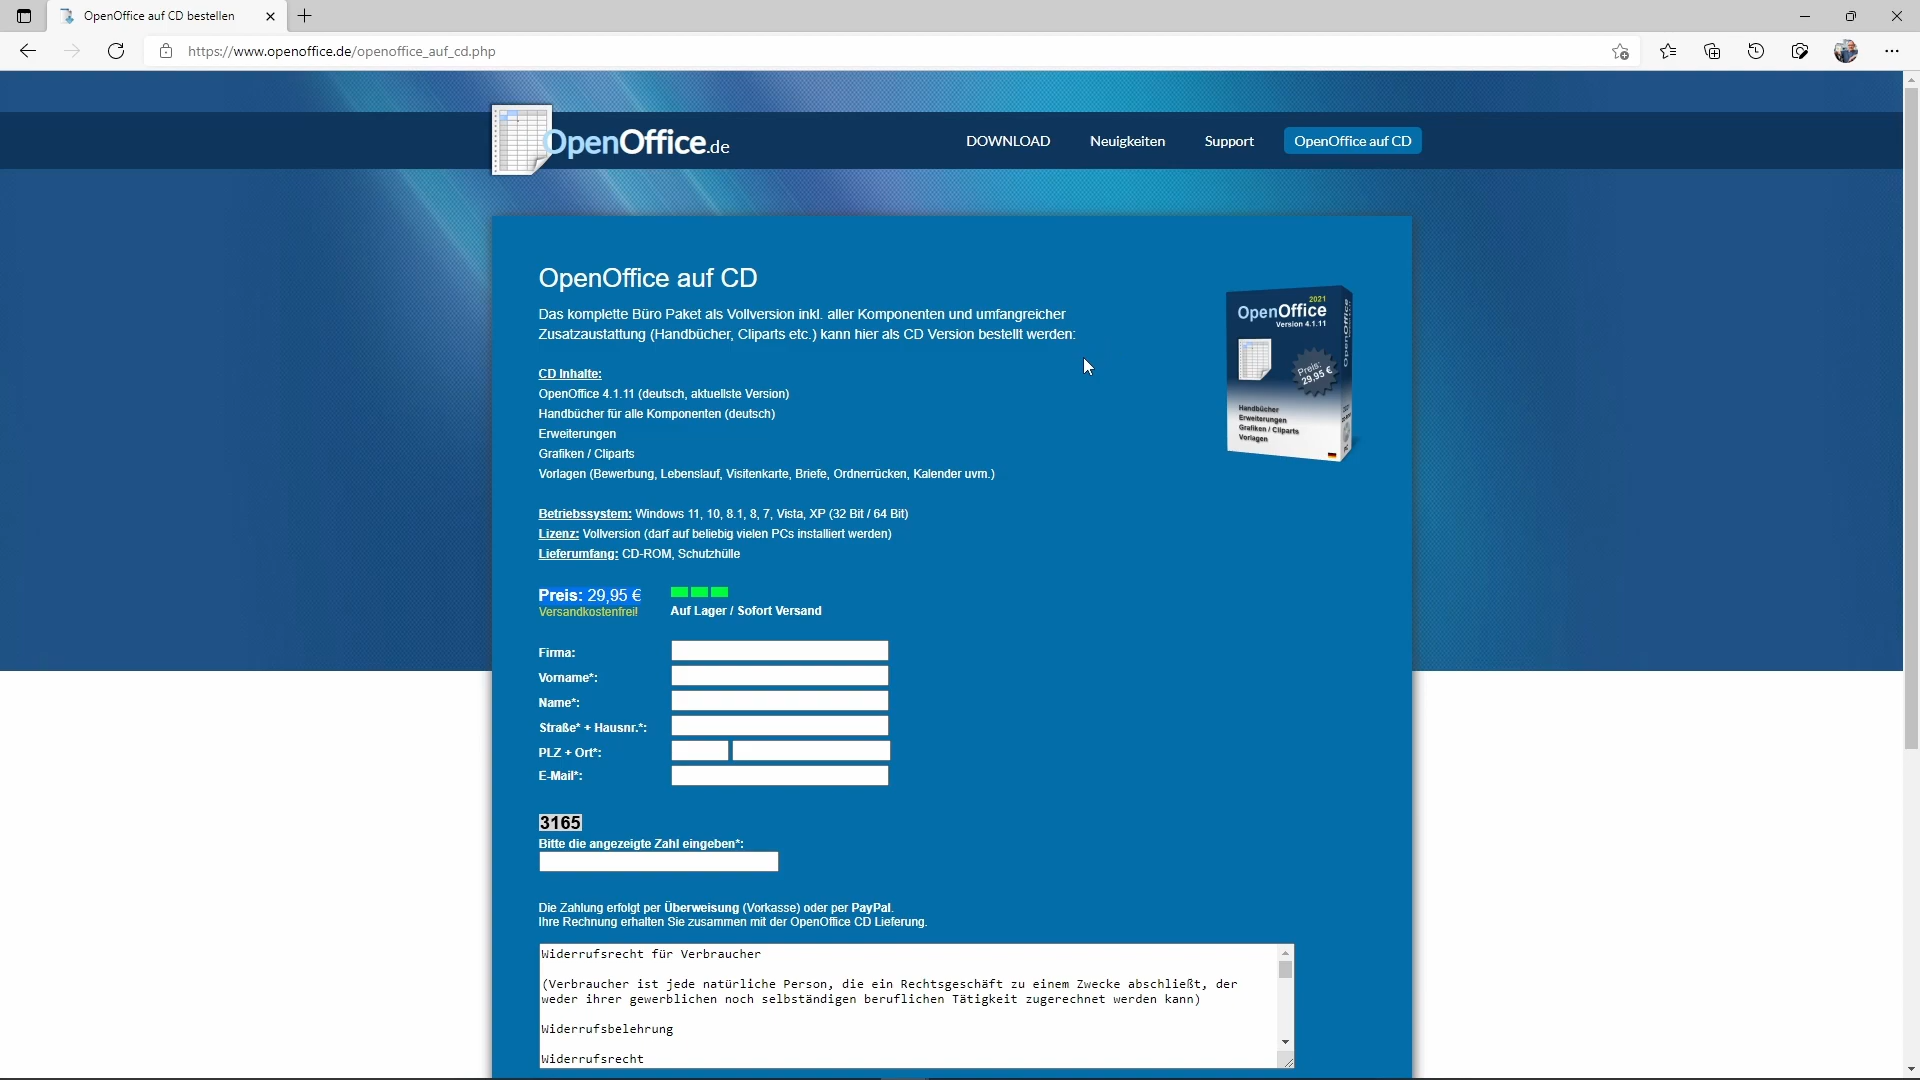 OpenOffice auf CD bestellen
https://www.openoffice.de/openoffice_auf_cd.php
OpenOffice.de
DOWNLOAD
Neuigkeiten
Support
OpenOffice auf CD
OpenOffice auf CD
Das komplette Büro Paket als Vollversion inkl. aller Komponenten und umfangreicher
Zusatzaustattung (Handbücher, Cliparts etc.) kann hier als CD Version bestellt werden:
2021
OpenOffice
Version 4.1.11
OpenOffice
Preis:
29,95 €
Handbücher
Erweiterungen
Grafiken / Cliparts
Vorlagen
CD Inhalte:
OpenOffice 4.1.11 (deutsch, aktuellste Version)
Handbücher für alle Komponenten (deutsch)
Erweiterungen
Grafiken / Cliparts
Vorlagen (Bewerbung, Lebenslauf, Visitenkarte, Briefe, Ordnerrücken, Kalender uvm.)
Betriebssystem: Windows 11, 10, 8.1, 8, 7, Vista, XP (32 Bit / 64 Bit)
Lizenz: Vollversion (darf auf beliebig vielen PCs installiert werden)
Lieferumfang: CD-ROM, Schutzhülle
Preis: 29,95 €
Versandkostenfrei!
Auf Lager / Sofort Versand
Firma:
Vorname*:
Name*:
Straße* + Hausnr.*:
PLZ + Ort*:
E-Mail*:
3165
Bitte die angezeigte Zahl eingeben*:
Die Zahlung erfolgt per Überweisung (Vorkasse) oder per PayPal.
Ihre Rechnung erhalten Sie zusammen mit der OpenOffice CD Lieferung.
Widerrufsrecht für Verbraucher
(Verbraucher ist jede natürliche Person, die ein Rechtsgeschäft zu einem Zwecke abschließt, der
weder ihrer gewerblichen noch selbständigen beruflichen Tätigkeit zugerechnet werden kann)
Widerrufsbelehrung
Widerrufsrecht